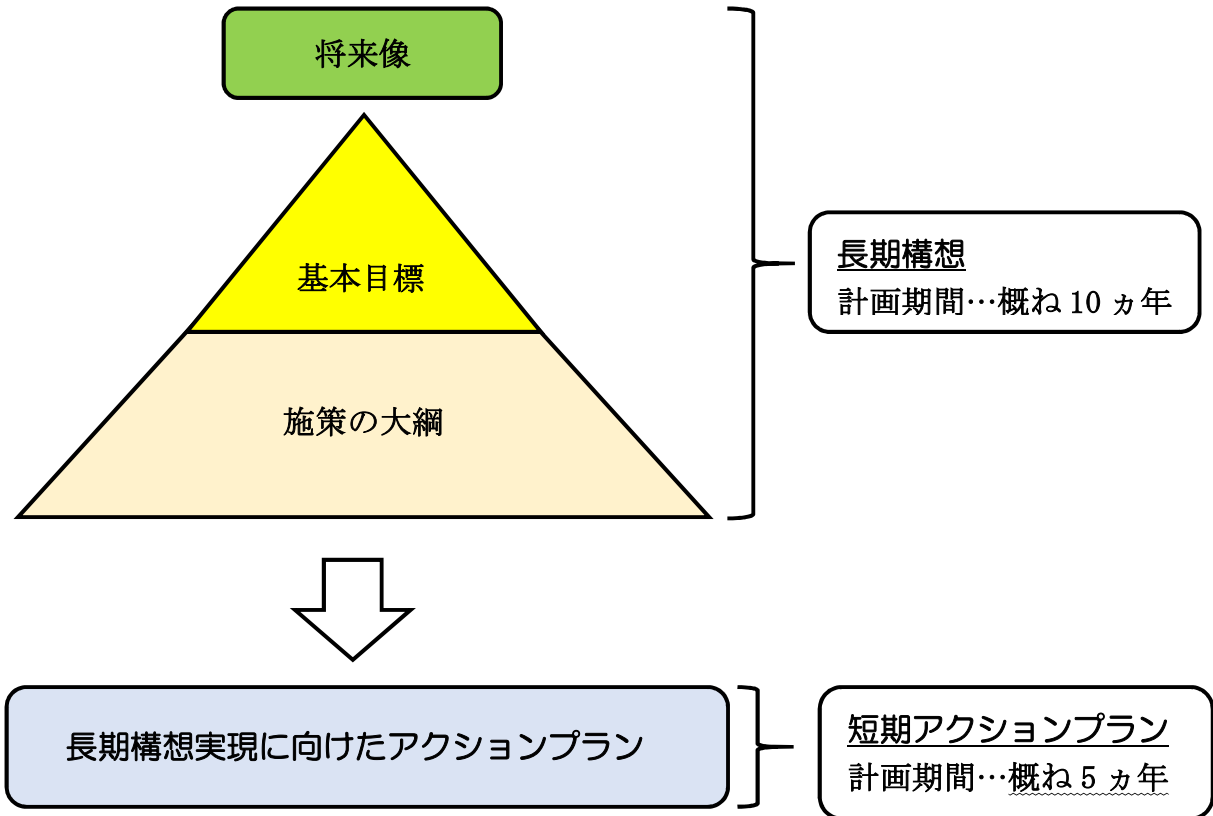 将来像
基本目標
施策の大綱
長期構想
計画期間…概ね 10 ヵ年
長期構想実現に向けたアクションプラン
短期アクションプラン
計画期間…概ね 5 ヵ年